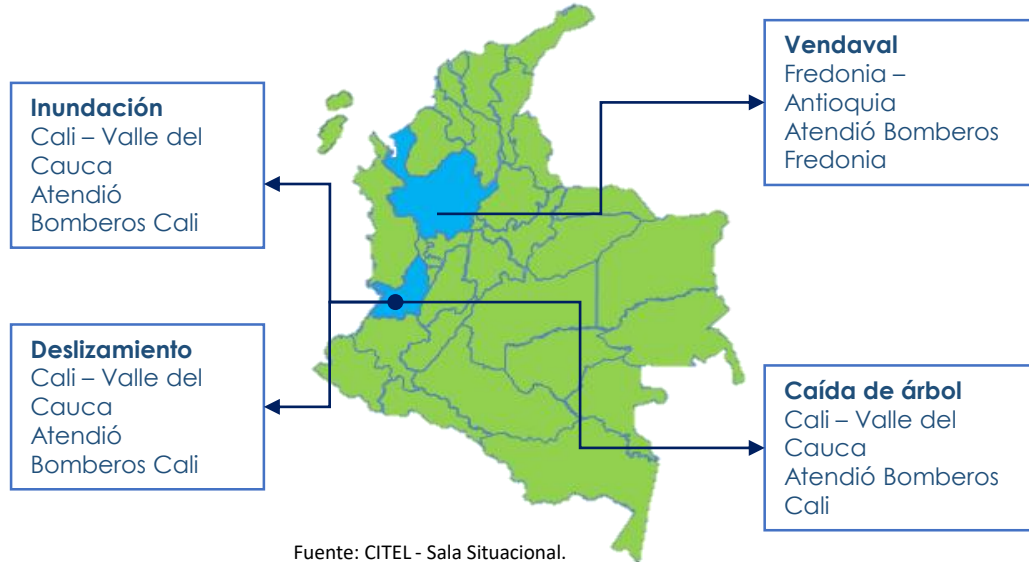 Inundación
Cali – Valle del
Cauca
Atendió
Bomberos Cali
Deslizamiento
Cali – Valle del
Cauca
Atendió
Bomberos Cali
Vendaval
Fredonia –
Antioquia
Atendió Bomberos
Fredonia
Caída de árbol
Cali – Valle del
Cauca
Atendió Bomberos
Cali
Fuente: CITEL - Sala Situacional.